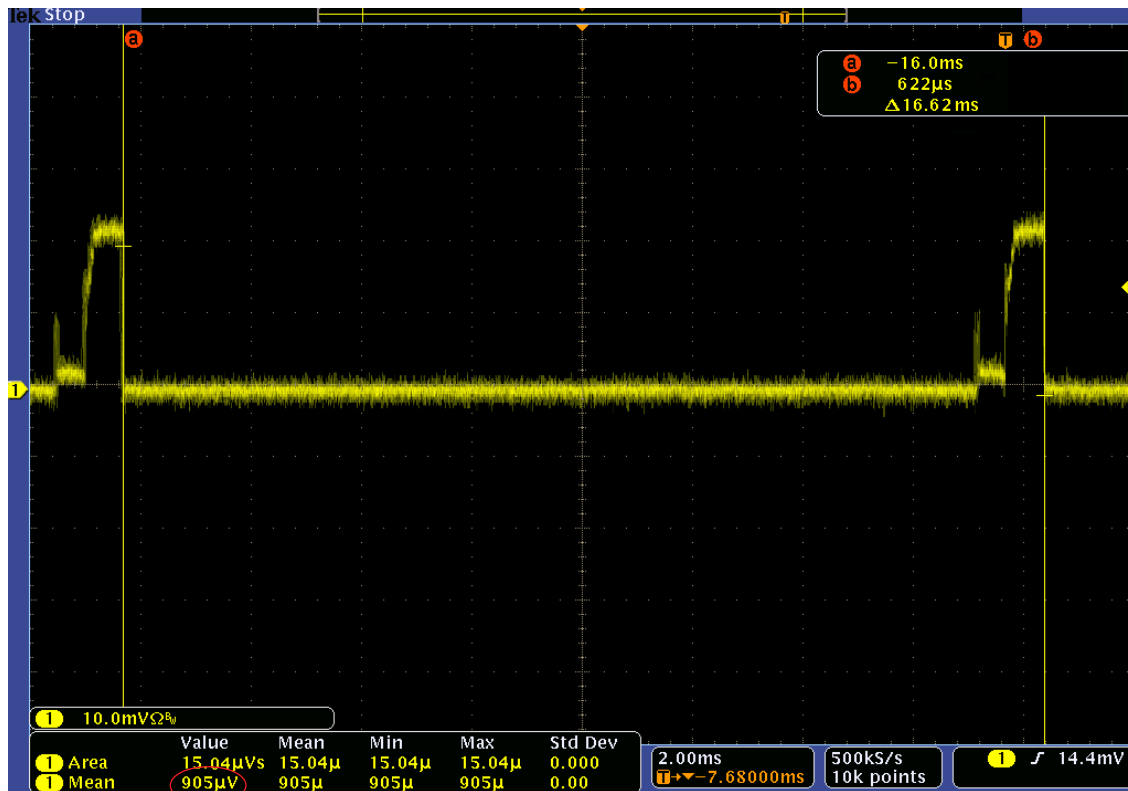 Tek Stop
T
a
T b
a -16.0ms
b 622µs
Δ16.62ms
1
1 10.0mVΩBW
Value Mean Min Max Std Dev
1 Area 15.04µVs 15.04µ 15.04µ 15.04µ 0.000
1 Mean 905µV 905µ 905µ 905µ 0.00
2.00ms
T→▼-7.68000ms
500kS/s
10k points
1 ∫ 14.4mV